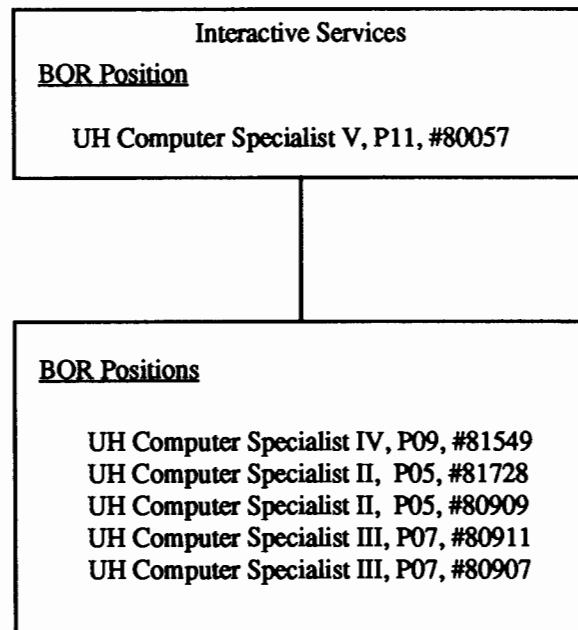 Interactive Services
BOR Position
UH Computer Specialist V, P11, #80057
BOR Positions
UH Computer Specialist IV, P09, #81549
UH Computer Specialist II, P05, #81728
UH Computer Specialist II, P05, #80909
UH Computer Specialist III, P07, #80911
UH Computer Specialist III, P07, #80907